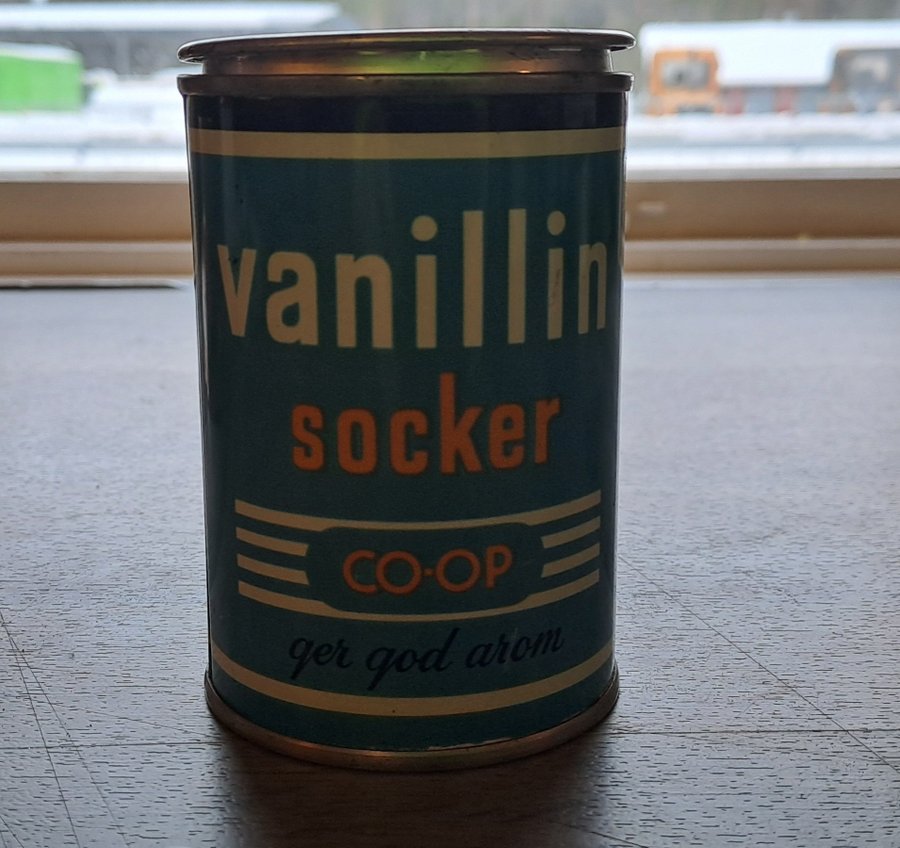 vanillin
socker
CO-OP
ger god arom